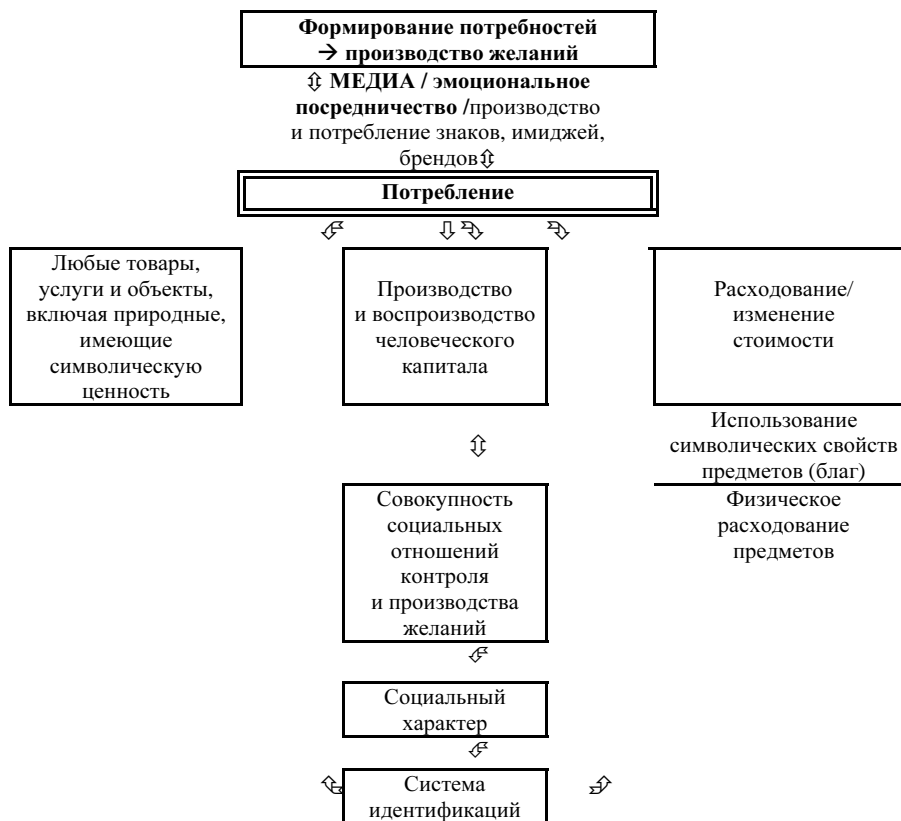 Формирование потребностей
→ производство желаний
⇕ МЕДИА / эмоциональное
посредничество /производство
и потребление знаков, имиджей,
брендов⇕
Потребление
Любые товары,
услуги и объекты,
включая природные,
имеющие
символическую
ценность
Производство
и воспроизводство
человеческого
капитала
Расходование/
изменение
стоимости
Использование
символических свойств
предметов (благ)
Физическое
расходование
предметов
Совокупность
социальных
отношений
контроля
и производства
желаний
Социальный
характер
Система
идентификаций